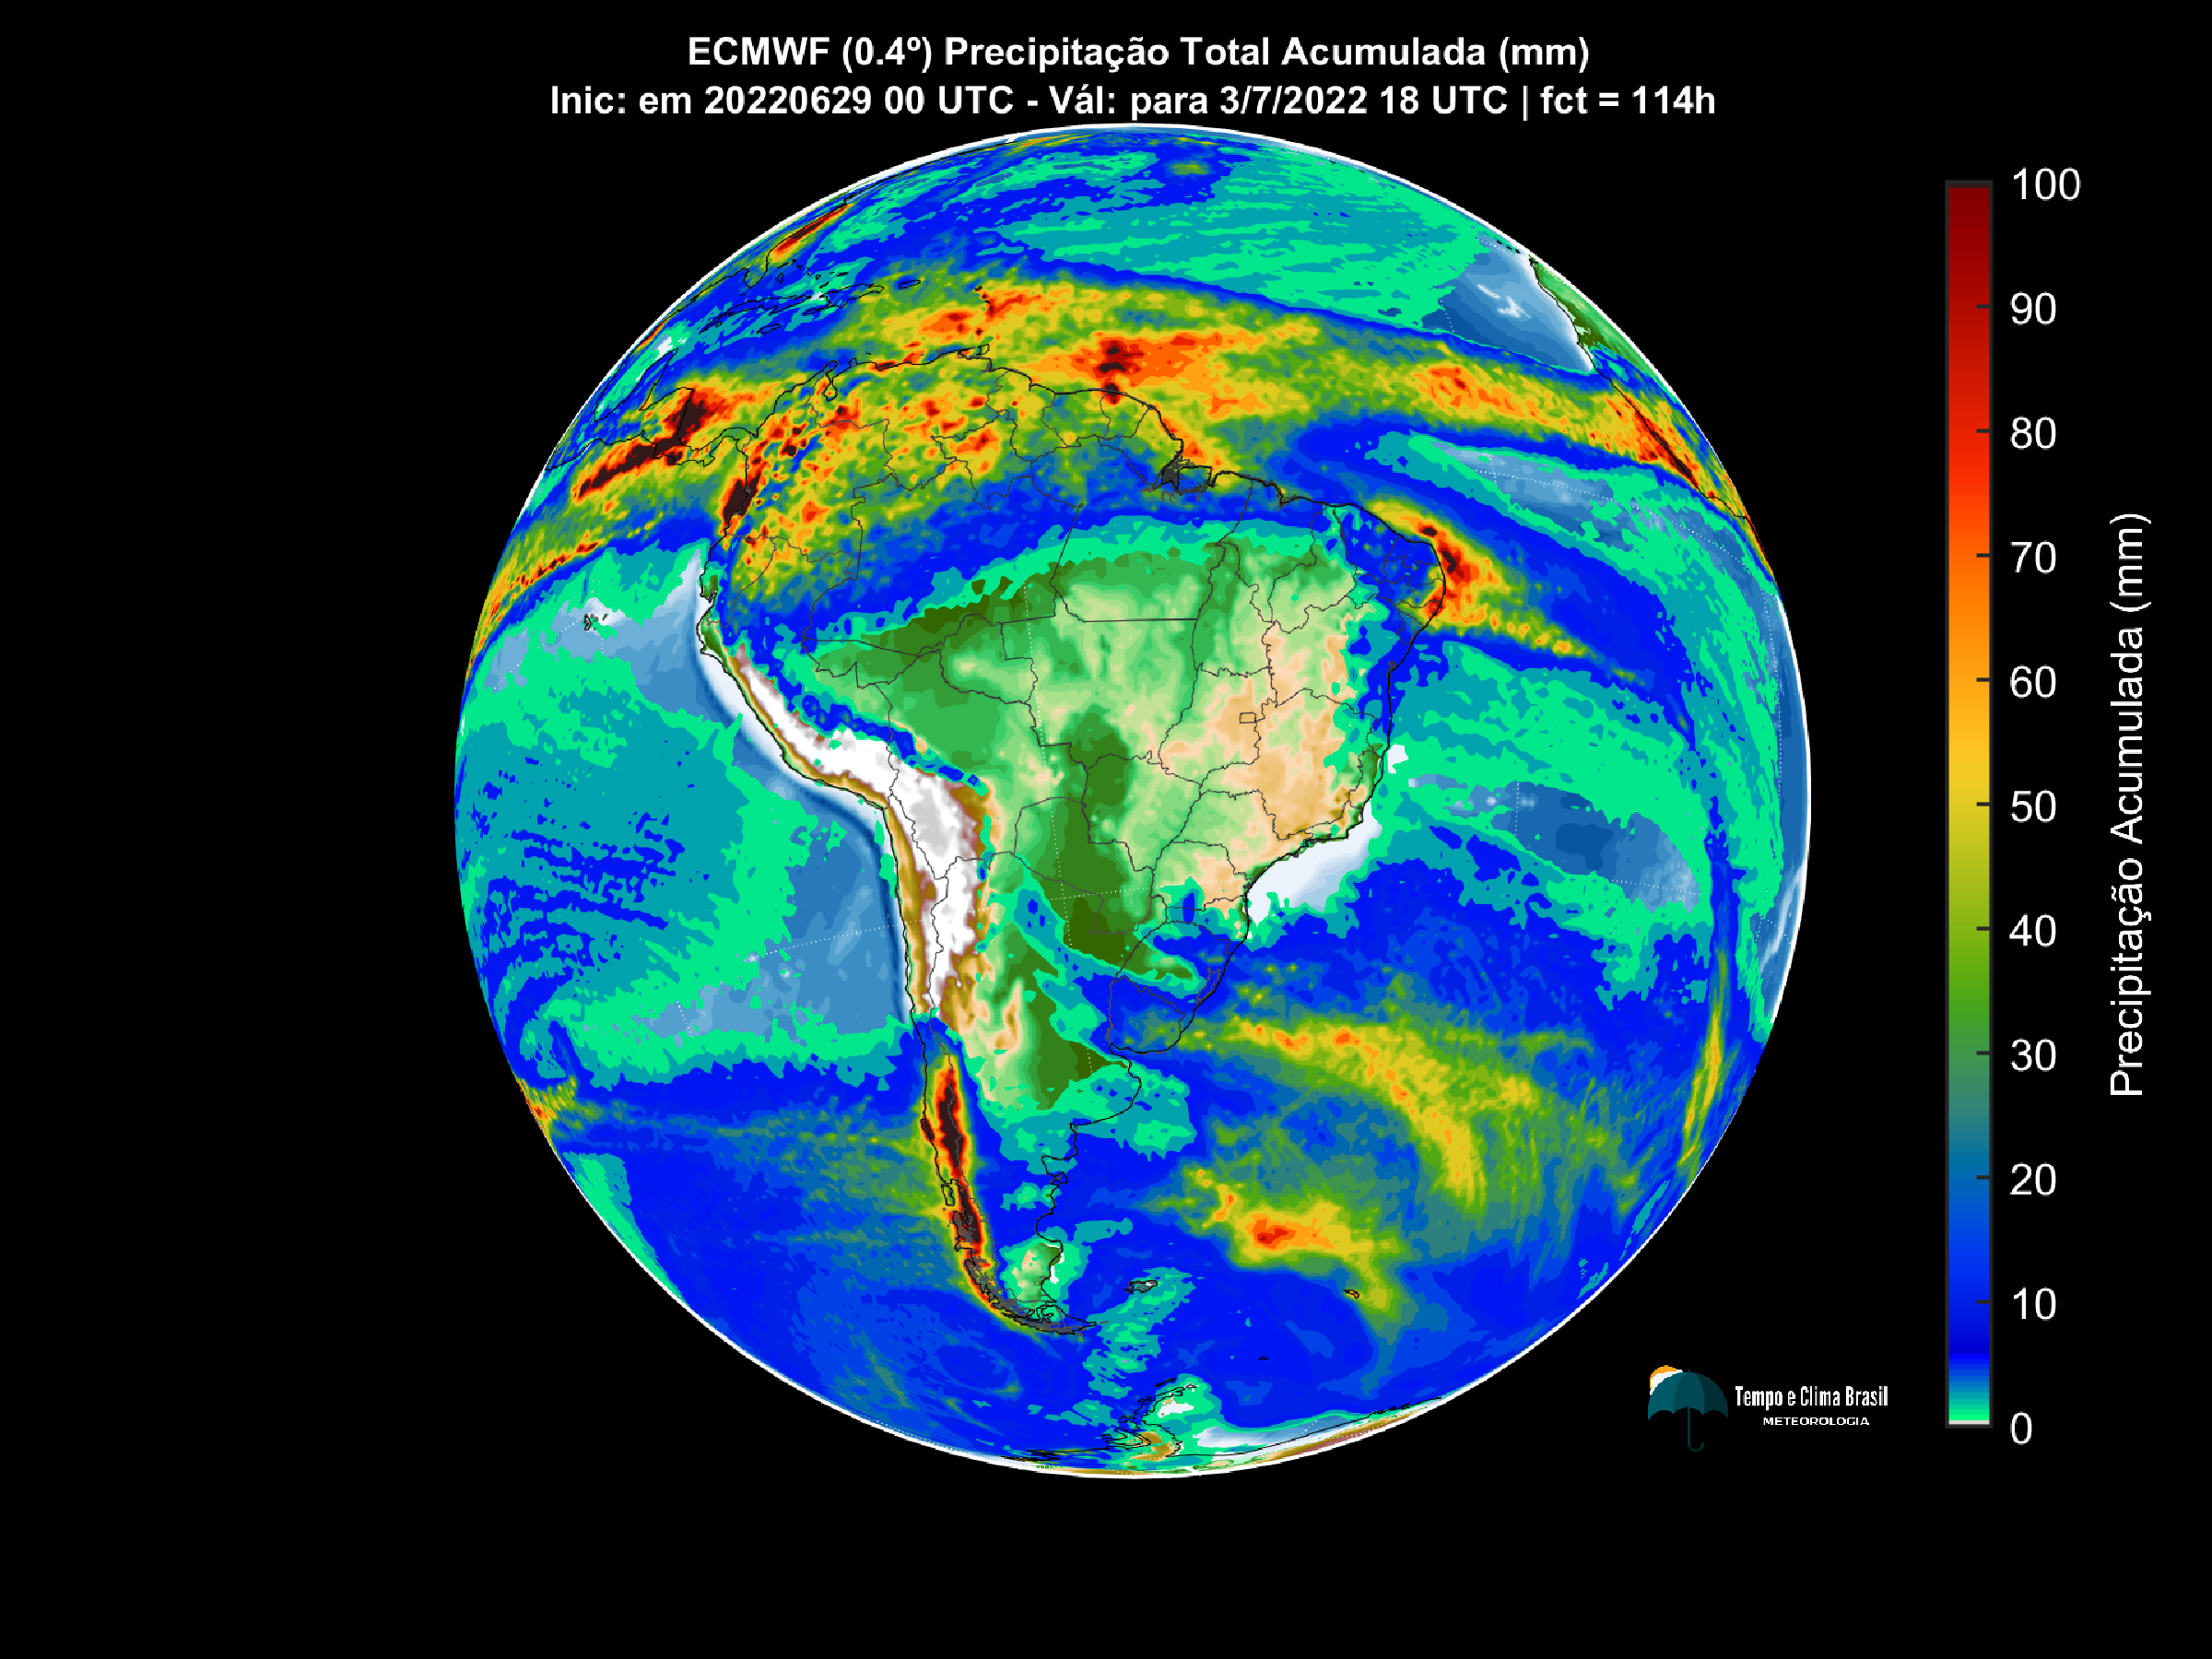 ECMWF (0.4º) Precipitação Total Acumulada (mm)
Inic: em 20220629 00 UTC - Vál: para 3/7/2022 18 UTC | fct = 114h
100
90
80
70
60
50
40
30
20
10
0
Precipitação Acumulada (mm)
Tempo e Clima Brasil
METEOROLOGIA